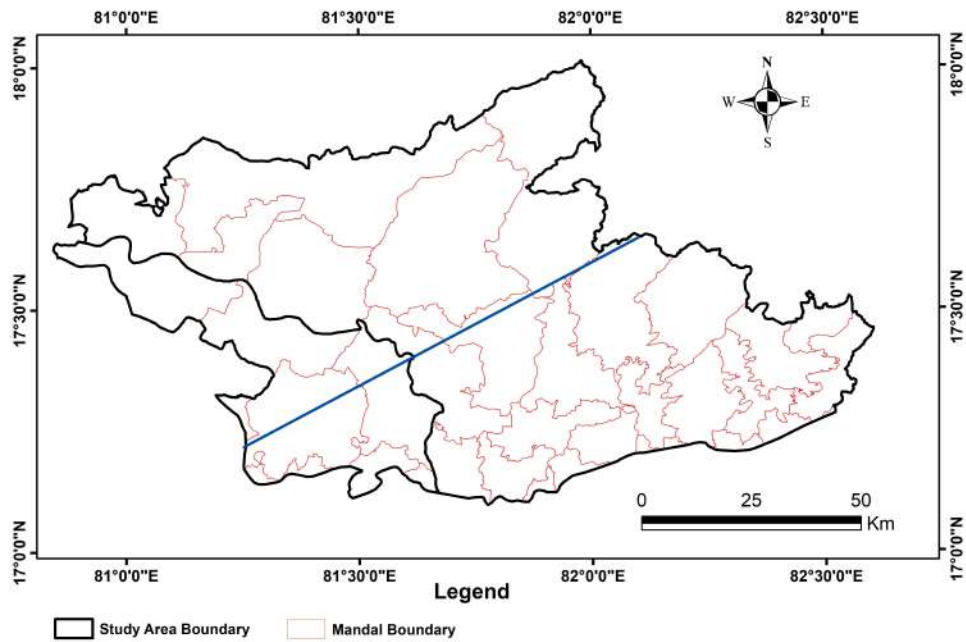 81°0'0"E 81°30'0"E 82°0'0"E 82°30'0"E
18°0'0"N 18°0'0"N
N
W E
S
17°30'0"N 17°30'0"N
0 25 50
Km
17°0'0"N 17°0'0"N
81°0'0"E 81°30'0"E 82°0'0"E 82°30'0"E
Legend
Study Area Boundary Mandal Boundary